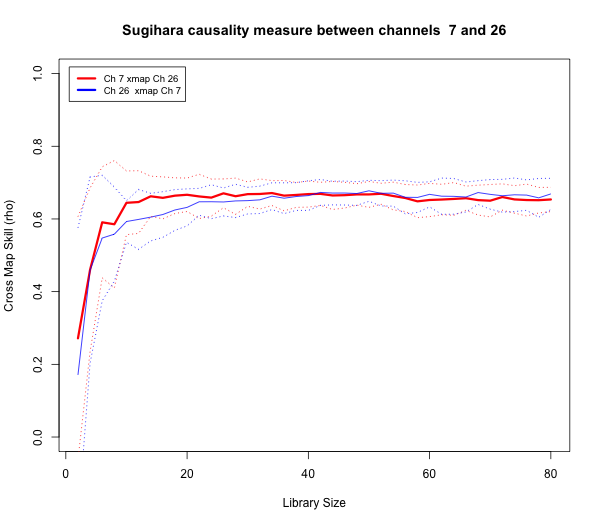 Sugihara causality measure between channels  7 and 26
Ch 7 xmap Ch 26
Ch 26  xmap Ch 7
Cross Map Skill (rho)
1.0
0.8
0.6
0.4
0.2
0.0
0 20 40 60 80
Library Size